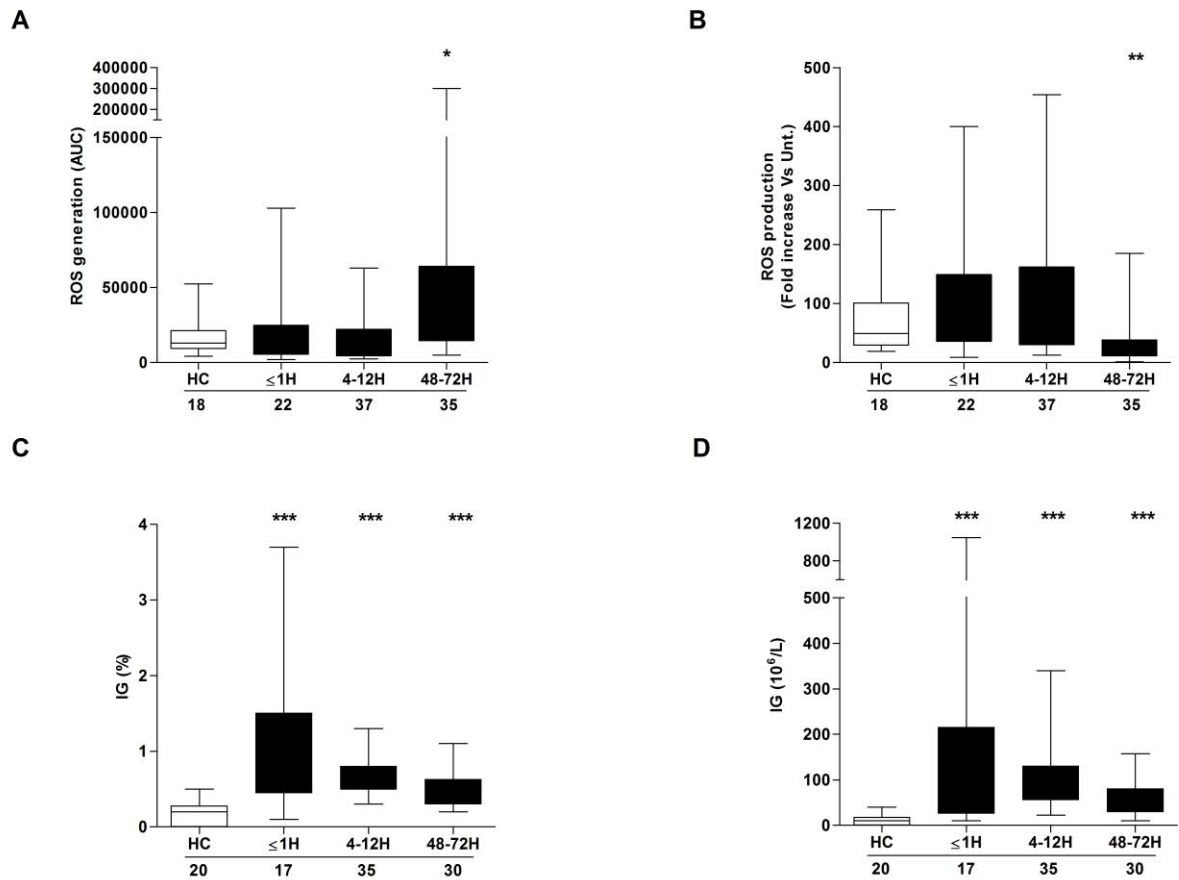 A
ROS generation (AUC)
400000
300000
200000
150000
100000
50000
0
*
HC ≤1H 4-12H 48-72H
18 22 37 35
B
ROS production
(Fold increase Vs Unt.)
500
400
300
200
100
0
**
HC ≤1H 4-12H 48-72H
18 22 37 35
C
IG (%)
4
3
2
1
0
*** *** ***
HC ≤1H 4-12H 48-72H
20 17 35 30
D
IG (10⁶/L)
1200
800
500
400
300
200
100
0
*** *** ***
HC ≤1H 4-12H 48-72H
20 17 35 30